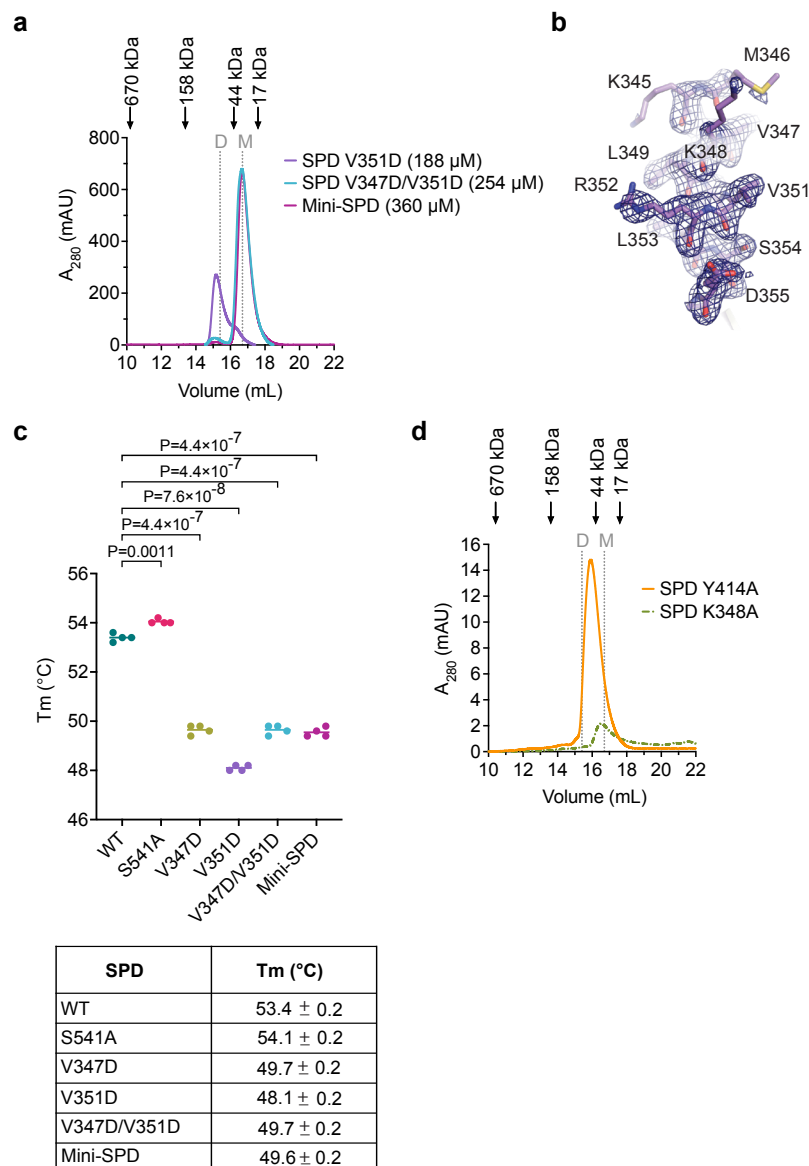 a
670 kDa
158 kDa
44 kDa
17 kDa
D
M
800
600
400
200
0
A280 (mAU)
10 12 14 16 18 20 22
Volume (mL)
SPD V351D (188 µM)
SPD V347D/V351D (254 µM)
Mini-SPD (360 µM)
b
M346
K345
V347
K348
L349
R352
V351
L353
S354
D355
c
P=4.4×10-7
P=4.4×10-7
P=7.6×10-8
P=4.4×10-7
P=0.0011
56
54
52
50
48
46
Tm (°C)
WT
S541A
V347D
V351D
V347D/V351D
Mini-SPD
d
670 kDa
158 kDa
44 kDa
17 kDa
D
M
16
14
12
10
8
6
4
2
0
A280 (mAU)
10 12 14 16 18 20 22
Volume (mL)
SPD Y414A
SPD K348A
SPD Tm (°C)
WT 53.4 ± 0.2
S541A 54.1 ± 0.2
V347D 49.7 ± 0.2
V351D 48.1 ± 0.2
V347D/V351D 49.7 ± 0.2
Mini-SPD 49.6 ± 0.2